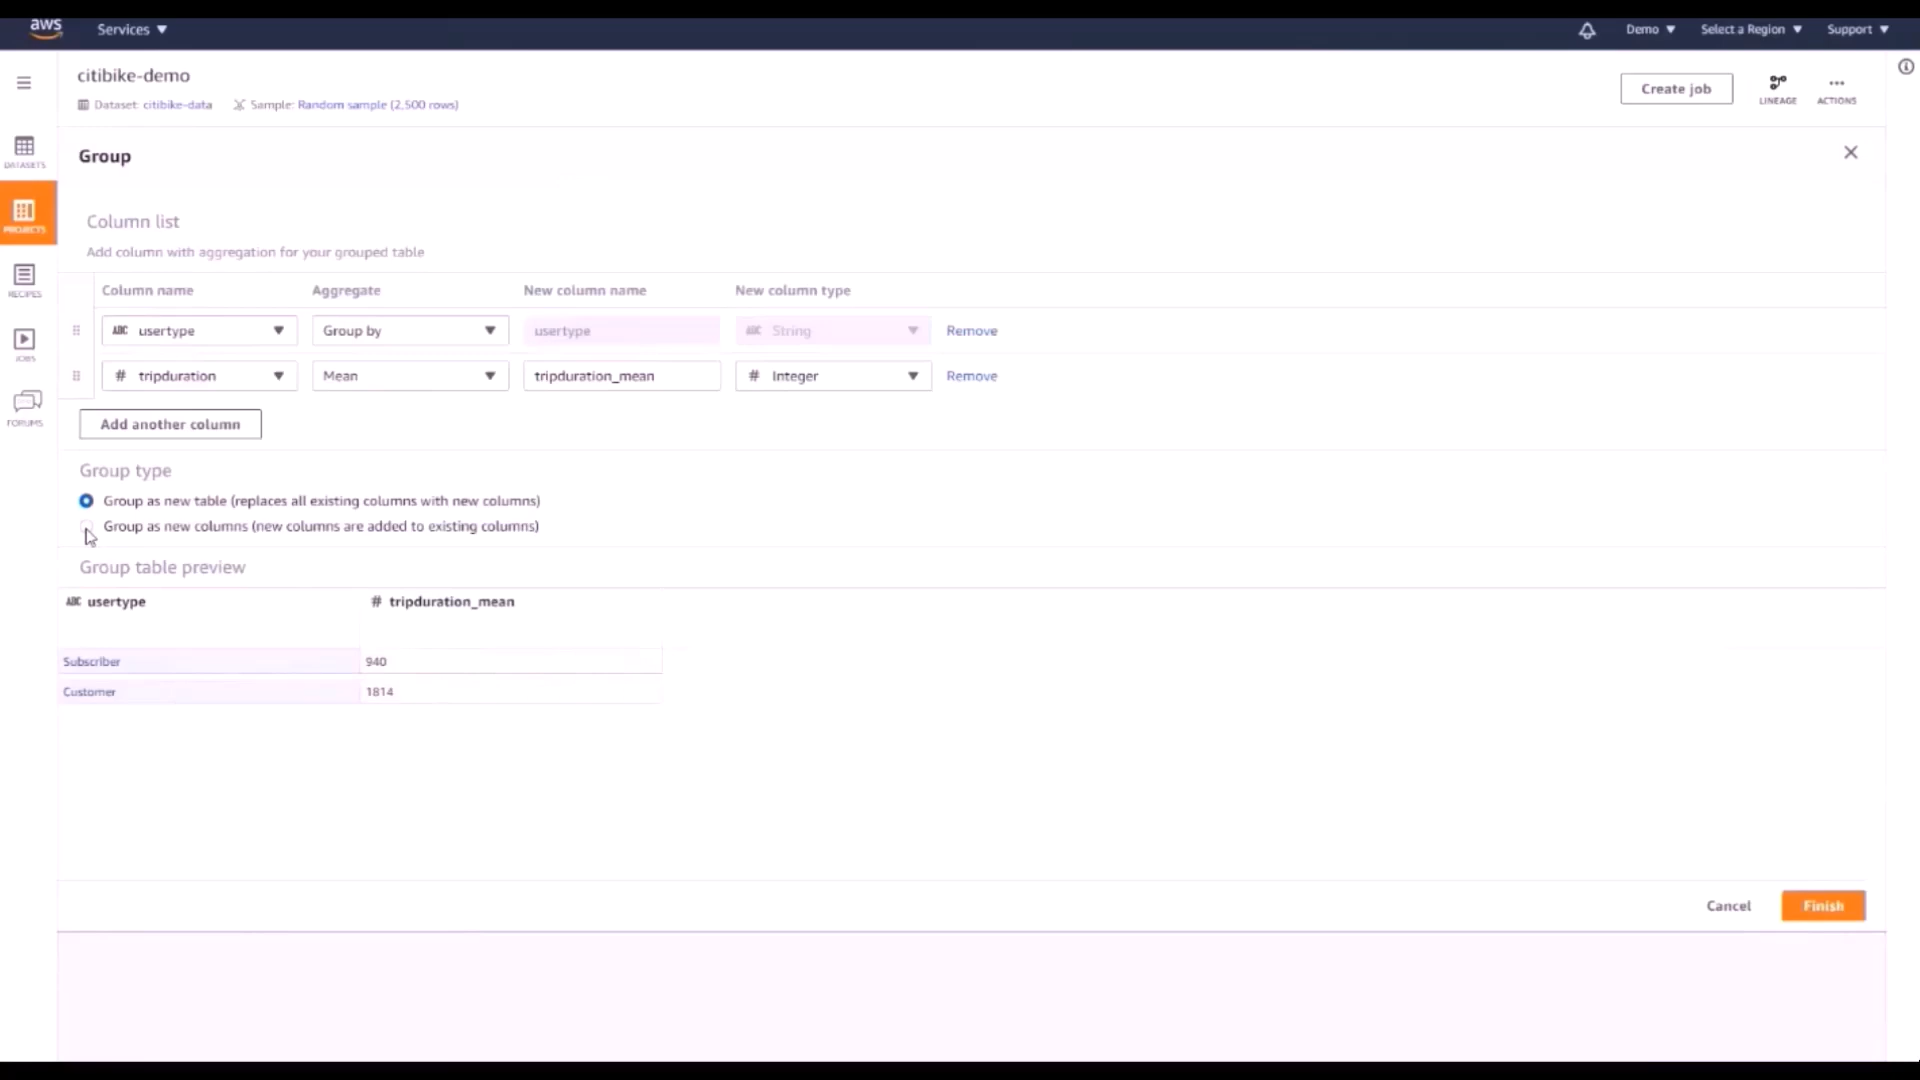 aws Services Demo Select a Region Support
citibike-demo
Dataset: citibike-data Sample: Random sample (2,500 rows)
Create job
LINEAGE
ACTIONS
DATASETS
PROJECTS
RECIPES
JOBS
FORUMS
Group
Column list
Add column with aggregation for your grouped table
Column name Aggregate New column name New column type
ABC usertype Group by usertype ABC String Remove
# tripduration Mean tripduration_mean # Integer Remove
Add another column
Group type
Group as new table (replaces all existing columns with new columns)
Group as new columns (new columns are added to existing columns)
Group table preview
ABC usertype # tripduration_mean
Subscriber 940
Customer 1814
Cancel Finish